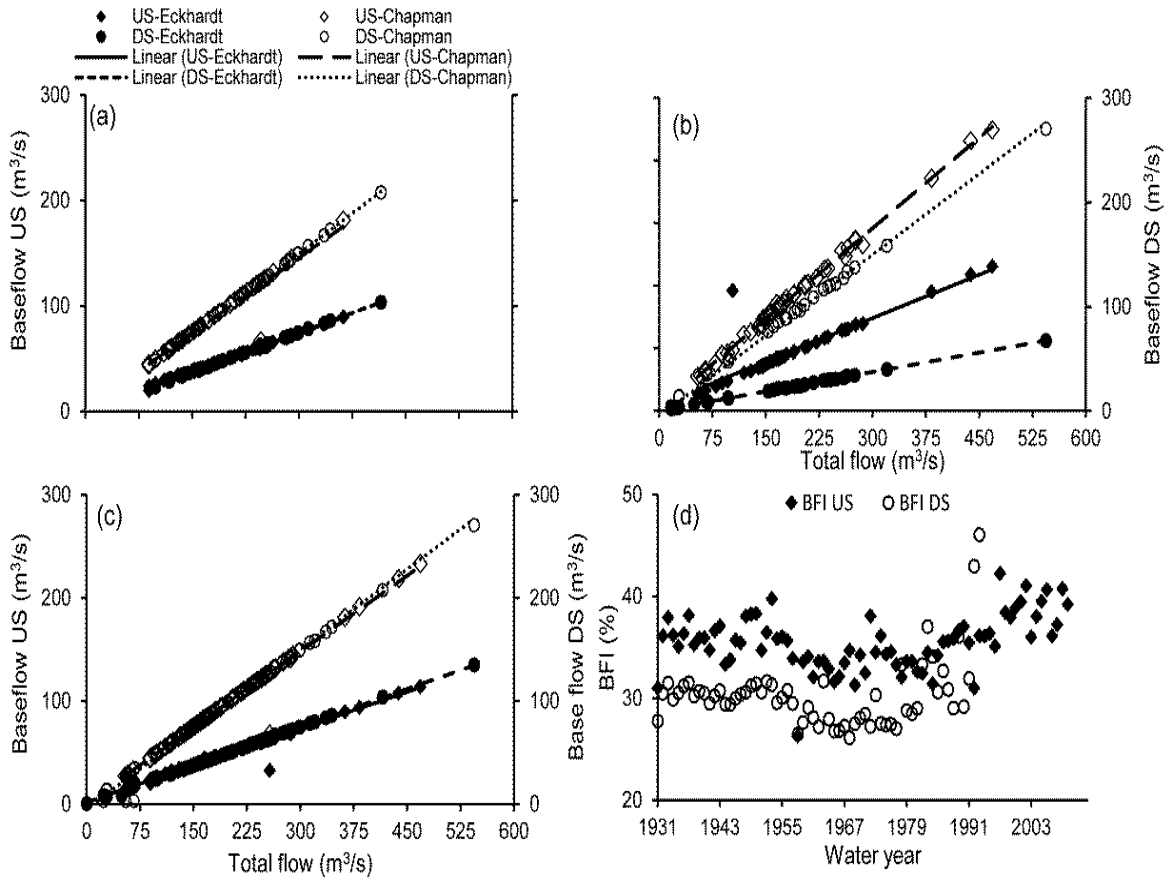 US-Eckhardt US-Chapman
DS-Eckhardt DS-Chapman
Linear (US-Eckhardt) Linear (US-Chapman)
Linear (DS-Eckhardt) Linear (DS-Chapman)
300
200
100
0
Baseflow US (m³/s)
(a)
(b)
300
200
100
0
Baseflow DS (m³/s)
0 75 150 225 300 375 450 525 600
Total flow (m³/s)
300
200
100
0
Baseflow US (m³/s)
(c)
300
200
100
0
Base flow DS (m³/s)
0 75 150 225 300 375 450 525 600
Total flow (m³/s)
50
40
30
20
BFI (%)
BFI US BFI DS
(d)
1931 1943 1955 1967 1979 1991 2003
Water year